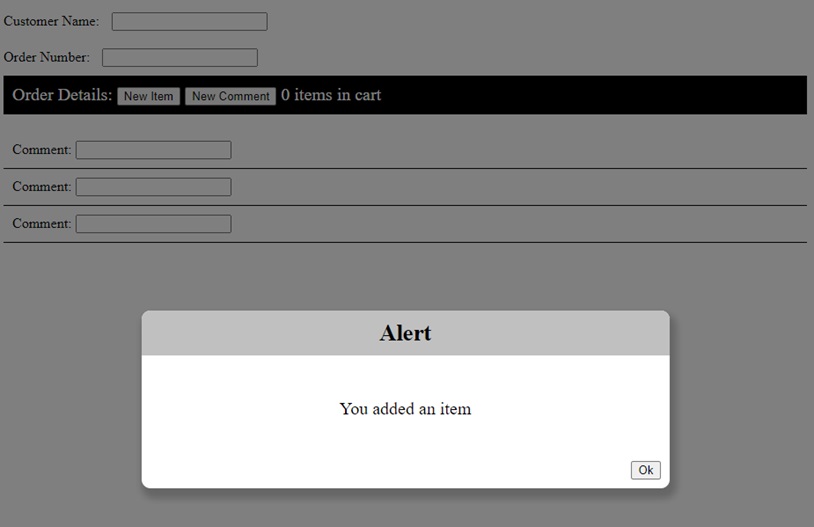 Customer Name:
Order Number:
Order Details: New Item New Comment 0 items in cart
Comment:
Comment:
Comment:
Alert
You added an item
Ok